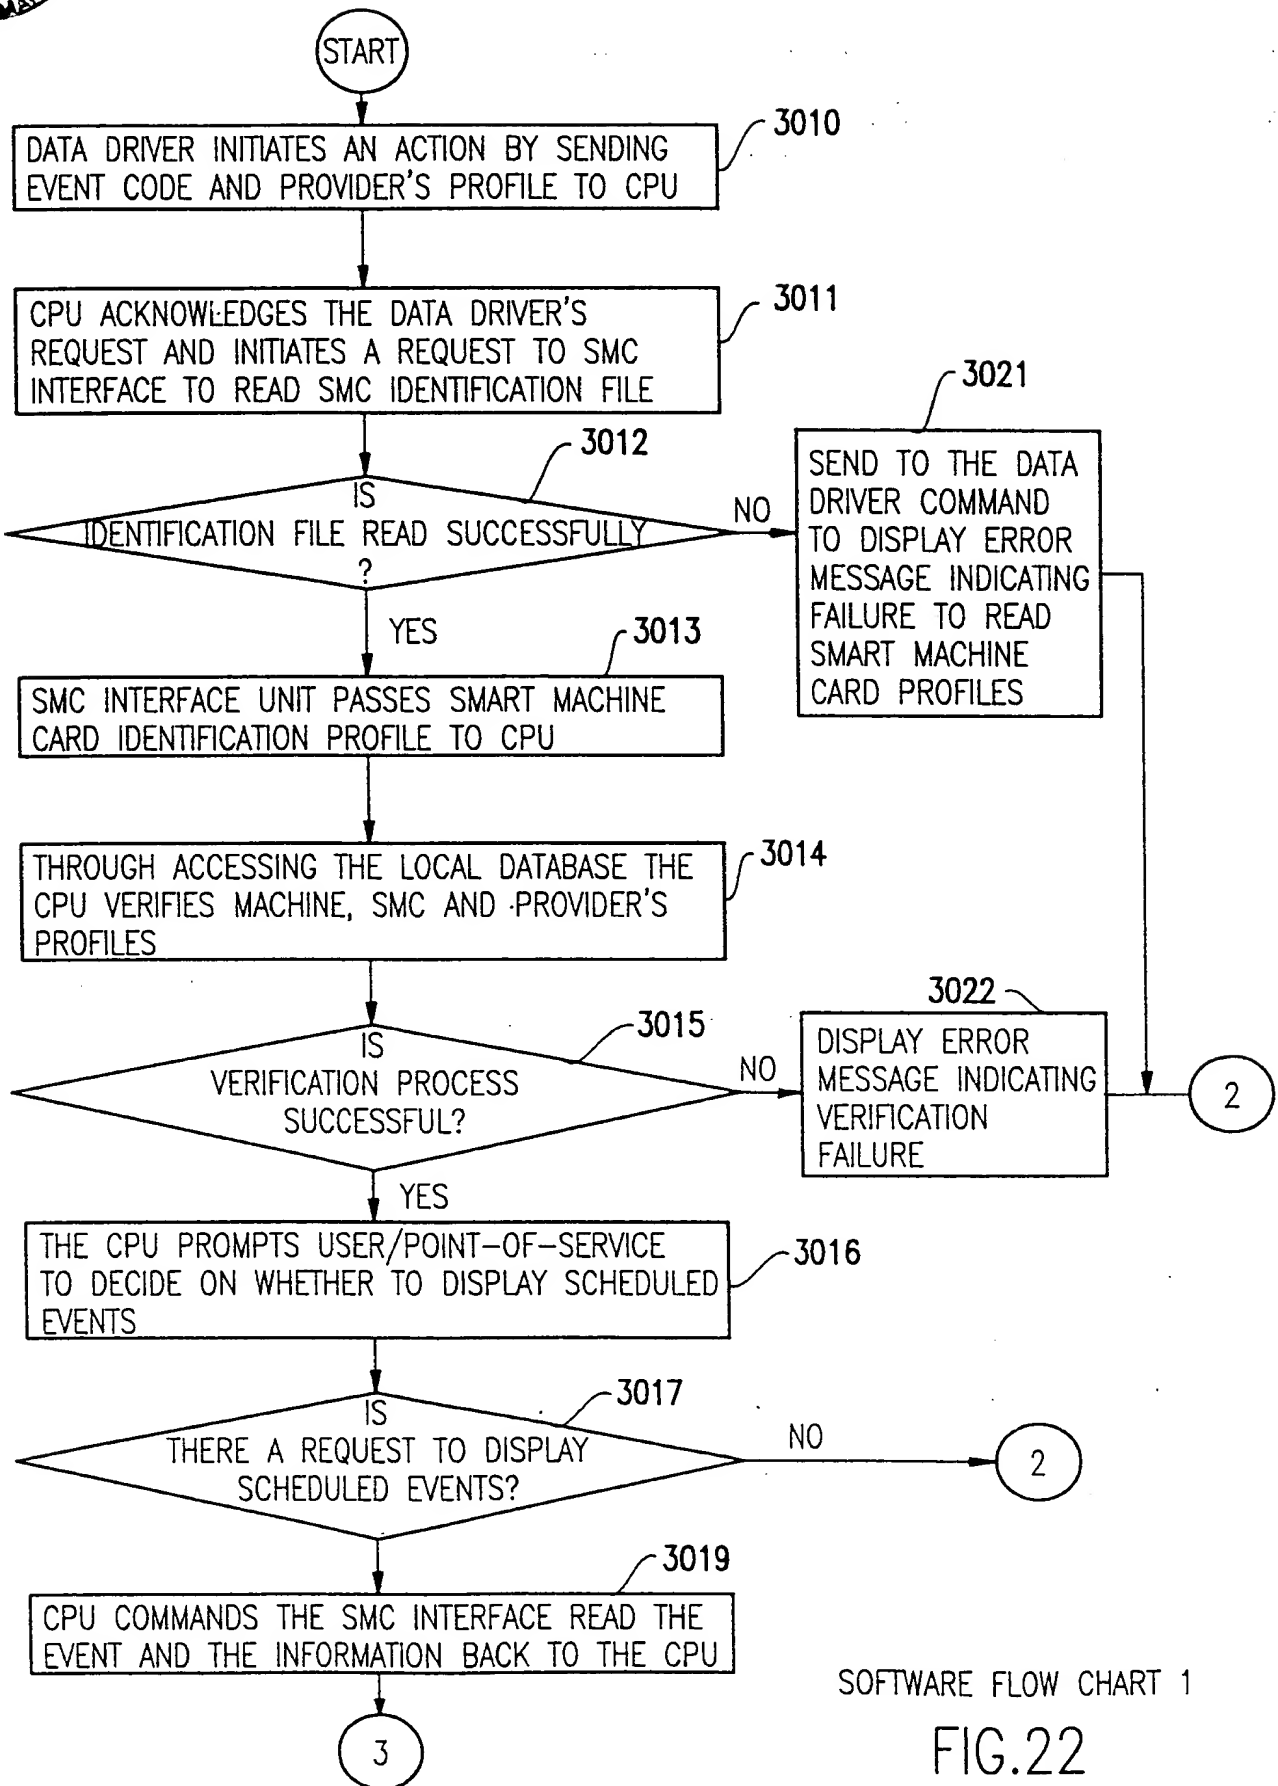 START
3010
DATA DRIVER INITIATES AN ACTION BY SENDING
EVENT CODE AND PROVIDER'S PROFILE TO CPU
3011
CPU ACKNOWLEDGES THE DATA DRIVER'S
REQUEST AND INITIATES A REQUEST TO SMC
INTERFACE TO READ SMC IDENTIFICATION FILE
3012
IS
IDENTIFICATION FILE READ SUCCESSFULLY
?
NO
3021
SEND TO THE DATA
DRIVER COMMAND
TO DISPLAY ERROR
MESSAGE INDICATING
FAILURE TO READ
SMART MACHINE
CARD PROFILES
YES
3013
SMC INTERFACE UNIT PASSES SMART MACHINE
CARD IDENTIFICATION PROFILE TO CPU
3014
THROUGH ACCESSING THE LOCAL DATABASE THE
CPU VERIFIES MACHINE, SMC AND PROVIDER'S
PROFILES
3015
IS
VERIFICATION PROCESS
SUCCESSFUL?
NO
3022
DISPLAY ERROR
MESSAGE INDICATING
VERIFICATION
FAILURE
2
YES
3016
THE CPU PROMPTS USER/POINT-OF-SERVICE
TO DECIDE ON WHETHER TO DISPLAY SCHEDULED
EVENTS
3017
IS
THERE A REQUEST TO DISPLAY
SCHEDULED EVENTS?
NO
2
3019
CPU COMMANDS THE SMC INTERFACE READ THE
EVENT AND THE INFORMATION BACK TO THE CPU
3
SOFTWARE FLOW CHART 1
FIG.22